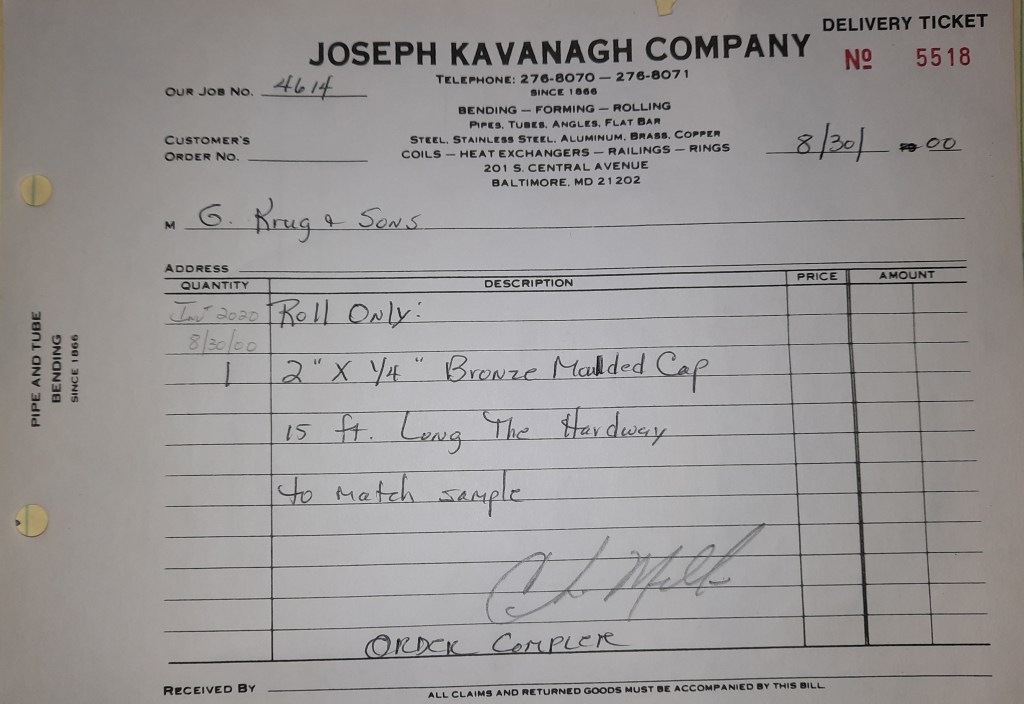 DELIVERY TICKET
JOSEPH KAVANAGH COMPANY
Nº 5518
TELEPHONE: 276-8070 — 276-8071
SINCE 1866
OUR JOB NO. 4614
BENDING — FORMING — ROLLING
PIPES, TUBES, ANGLES, FLAT BAR
STEEL, STAINLESS STEEL, ALUMINUM, BRASS, COPPER
CUSTOMER'S
ORDER NO.
COILS — HEAT EXCHANGERS — RAILINGS — RINGS
8/30/ 00
201 S. CENTRAL AVENUE
BALTIMORE, MD 21202
M G. Krug & Sons
ADDRESS
QUANTITY DESCRIPTION PRICE AMOUNT
Inv 2020 Roll Only:
8/30/00
1 2" X 1/4" Bronze Moulded Cap
15 ft. Long The Hardway
to match sample
ORDER COMPLETE
RECEIVED BY
ALL CLAIMS AND RETURNED GOODS MUST BE ACCOMPANIED BY THIS BILL.
PIPE AND TUBE
BENDING
SINCE 1866